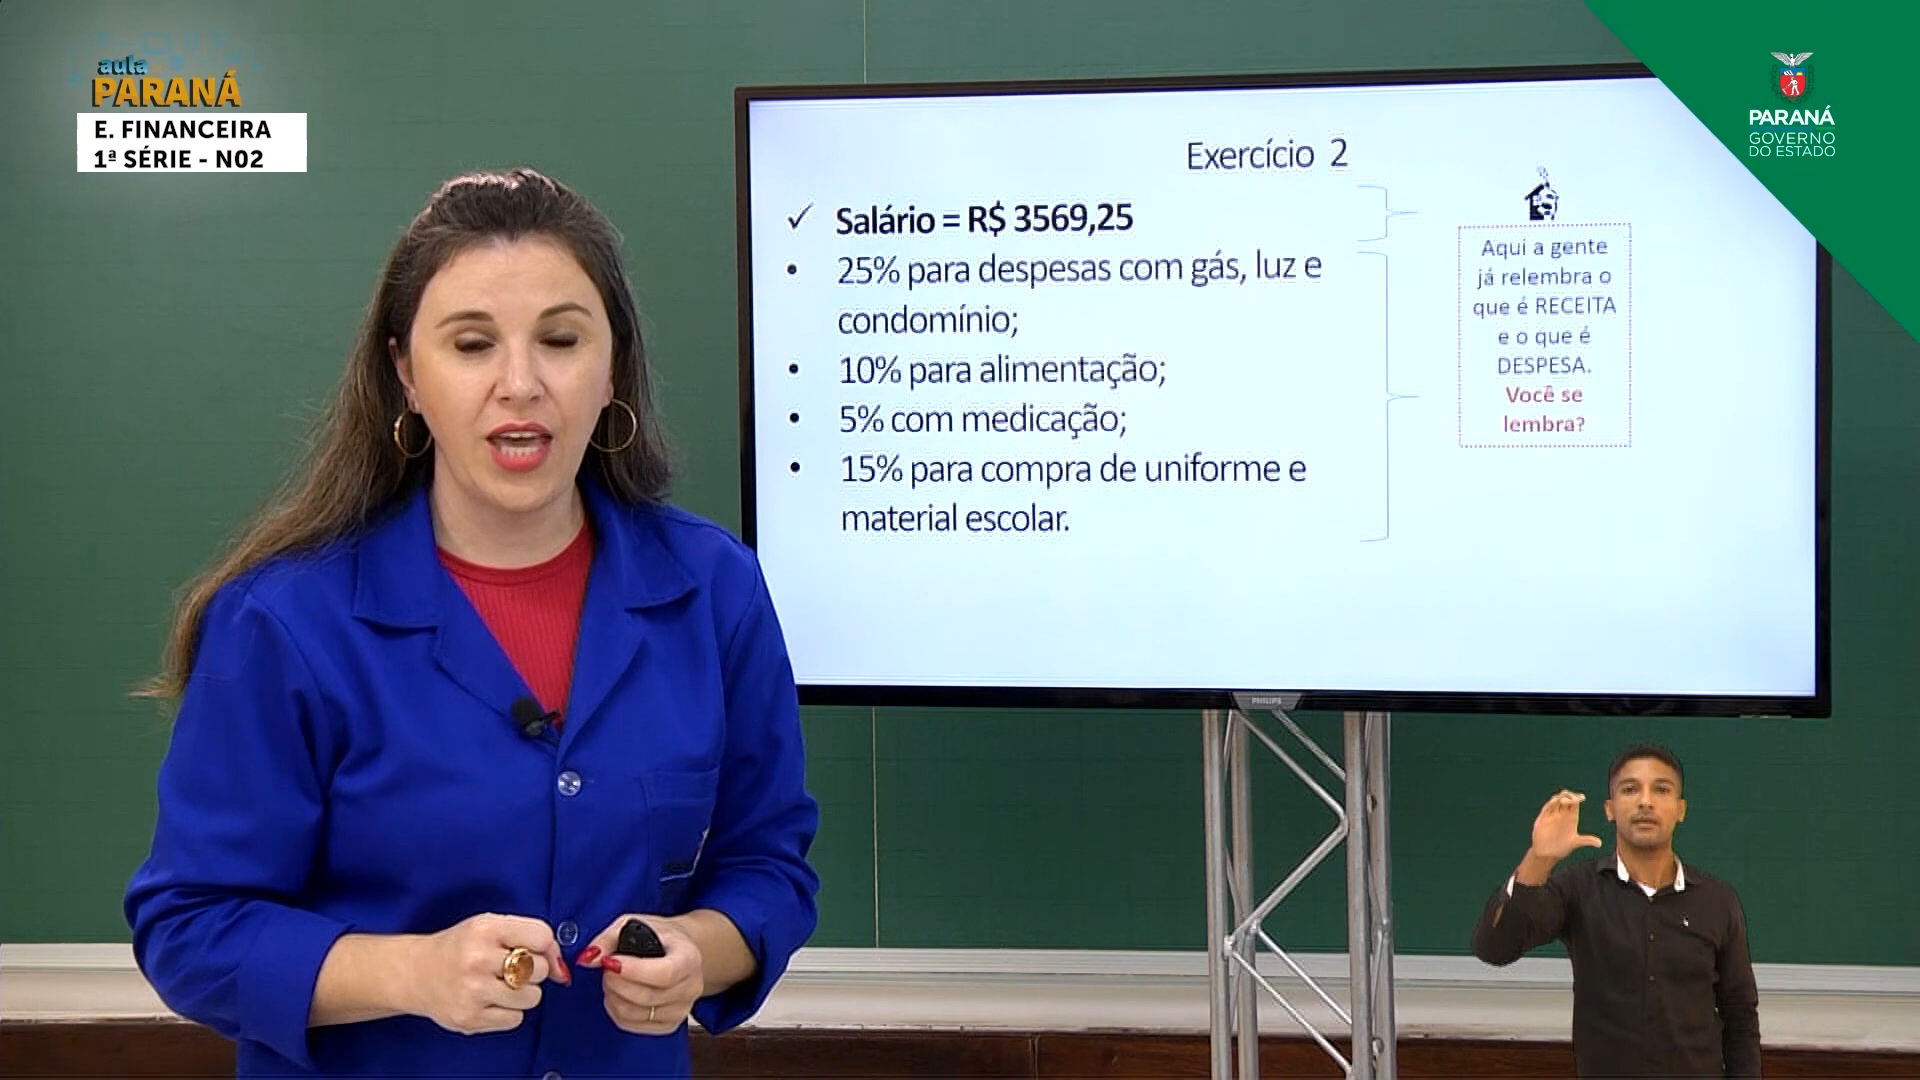 aula
PARANÁ
E. FINANCEIRA
1ª SÉRIE - N02
PARANÁ
GOVERNO
DO ESTADO
Exercício 2
✓ Salário = R$ 3569,25
• 25% para despesas com gás, luz e
condomínio;
• 10% para alimentação;
• 5% com medicação;
• 15% para compra de uniforme e
material escolar.
Aqui a gente
já relembra o
que é RECEITA
e o que é
DESPESA.
Você se
lembra?
PHILIPS